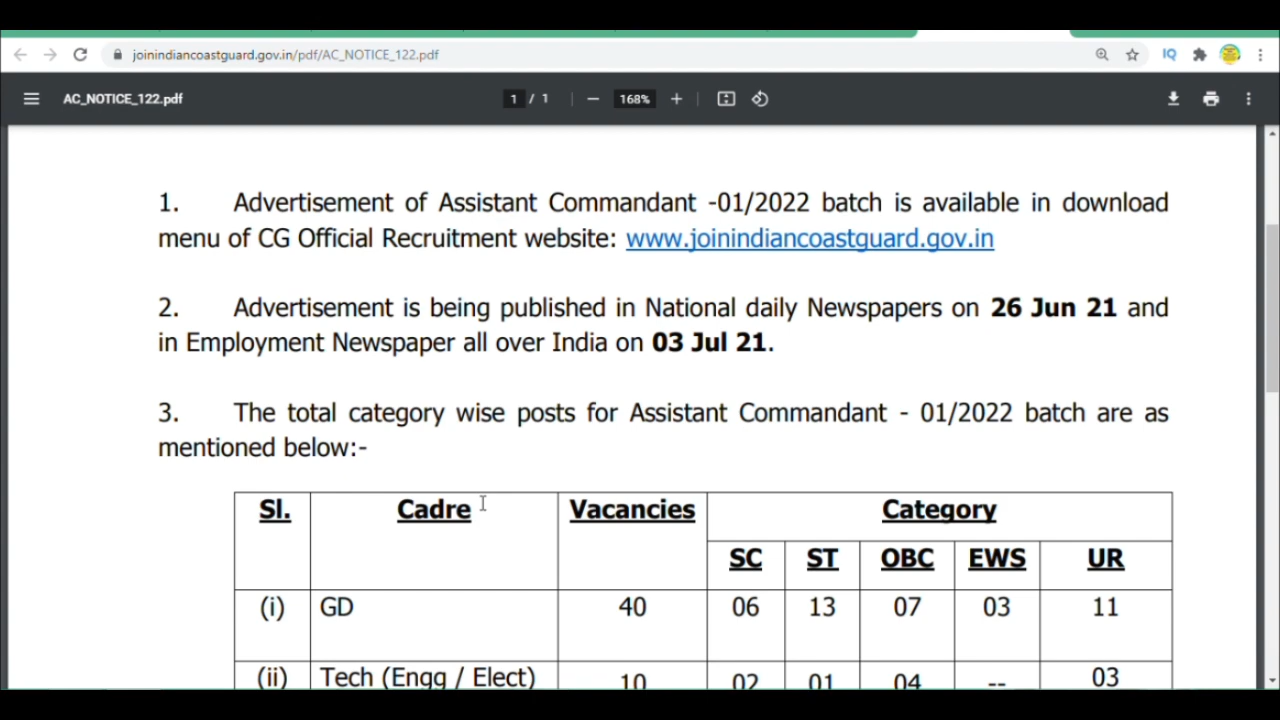 joinindiancoastguard.gov.in/pdf/AC_NOTICE_122.pdf
IQ
AC_NOTICE_122.pdf
1 / 1
168%
1. Advertisement of Assistant Commandant -01/2022 batch is available in download
menu of CG Official Recruitment website: www.joinindiancoastguard.gov.in
2. Advertisement is being published in National daily Newspapers on 26 Jun 21 and
in Employment Newspaper all over India on 03 Jul 21.
3. The total category wise posts for Assistant Commandant - 01/2022 batch are as
mentioned below:-
Sl. Cadre Vacancies Category
SC ST OBC EWS UR
(i) GD 40 06 13 07 03 11
(ii) Tech (Engg / Elect) 10 02 01 04 -- 03